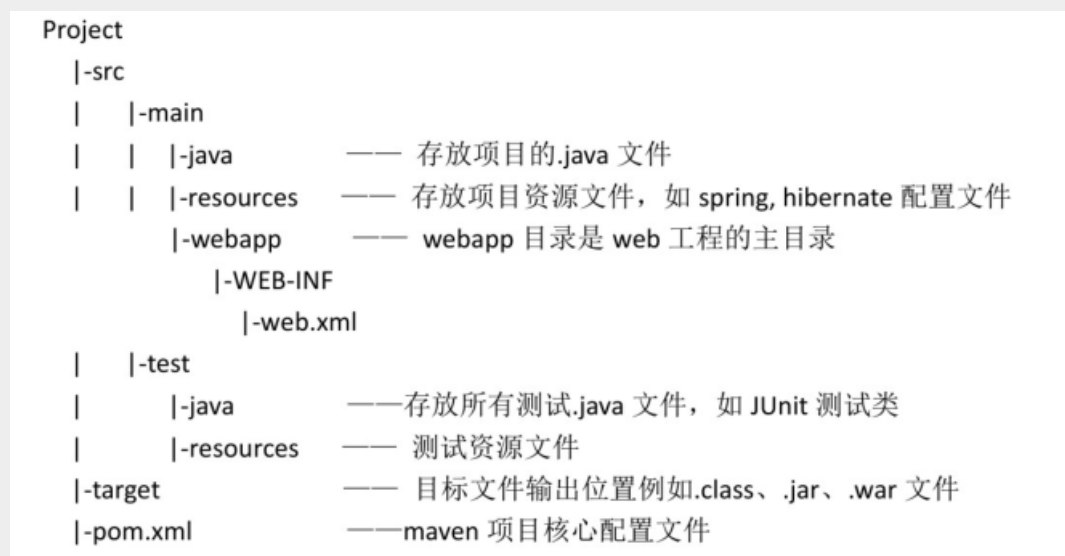 Project
|-src
| |-main
| | |-java —— 存放项目的.java 文件
| | |-resources —— 存放项目资源文件，如 spring, hibernate 配置文件
|-webapp —— webapp 目录是 web 工程的主目录
|-WEB-INF
|-web.xml
| |-test
| |-java ——存放所有测试.java 文件，如 JUnit 测试类
| |-resources —— 测试资源文件
|-target —— 目标文件输出位置例如.class、.jar、.war 文件
|-pom.xml ——maven 项目核心配置文件